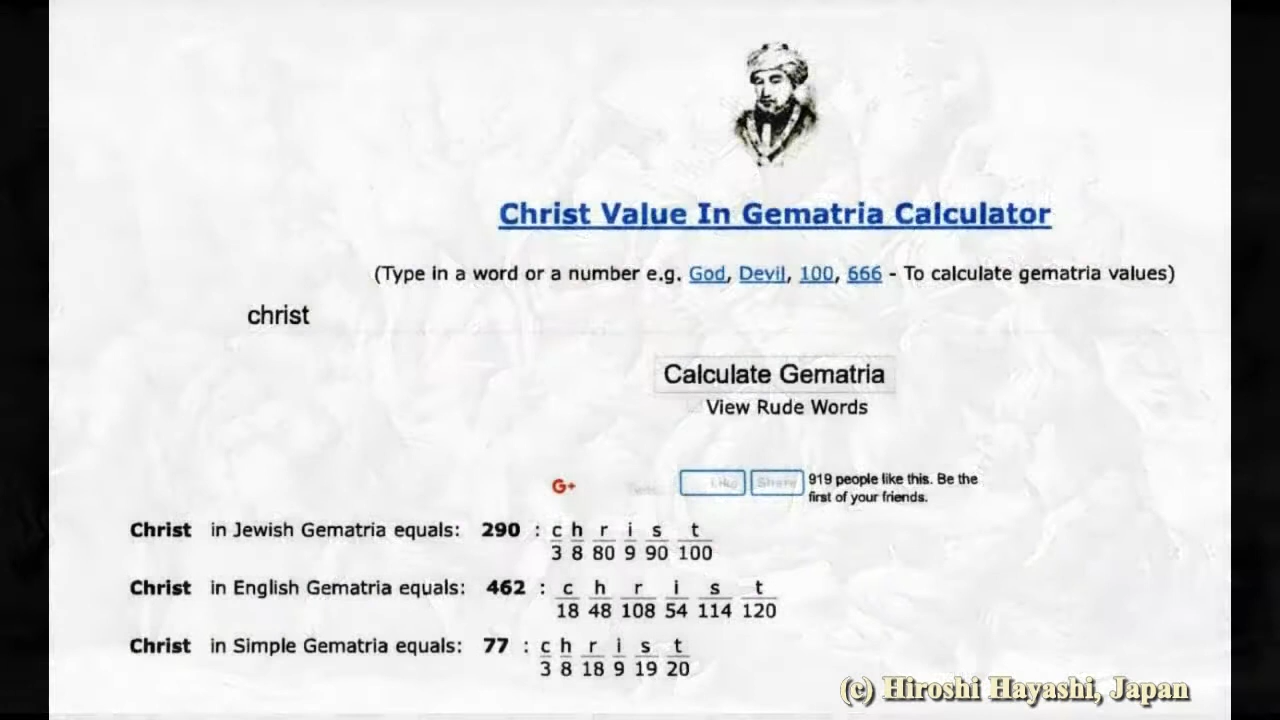 Christ Value In Gematria Calculator
(Type in a word or a number e.g. God, Devil, 100, 666 - To calculate gematria values)
christ
Calculate Gematria
View Rude Words
G+ Like Share 919 people like this. Be the
first of your friends.
Christ in Jewish Gematria equals: 290 : c h r i s t
3 8 80 9 90 100
Christ in English Gematria equals: 462 : c h r i s t
18 48 108 54 114 120
Christ in Simple Gematria equals: 77 : c h r i s t
3 8 18 9 19 20
(c) Hiroshi Hayashi, Japan